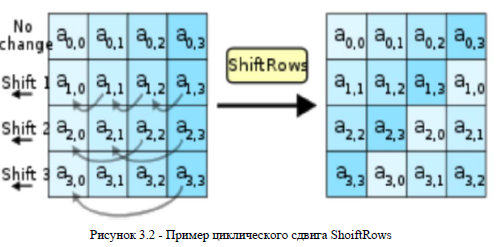 No change a0,0 a0,1 a0,2 a0,3 a0,0 a0,1 a0,2 a0,3
ShiftRows
Shift 1 a1,0 a1,1 a1,2 a1,3 a1,1 a1,2 a1,3 a1,0
Shift 2 a2,0 a2,1 a2,2 a2,3 a2,2 a2,3 a2,0 a2,1
Shift 3 a3,0 a3,1 a3,2 a3,3 a3,3 a3,0 a3,1 a3,2
Рисунок 3.2 - Пример циклического сдвига ShoiftRows